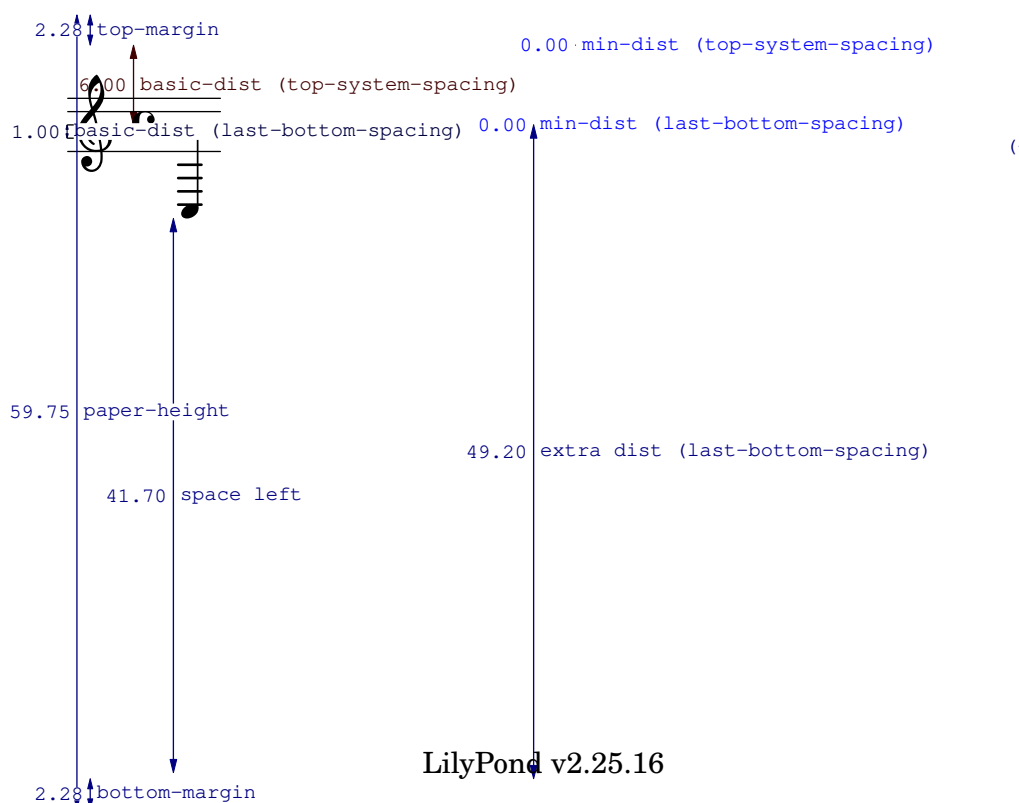 2.28 top-margin
0.00 min-dist (top-system-spacing)
6.00 basic-dist (top-system-spacing)
1.00 basic-dist (last-bottom-spacing)
0.00 min-dist (last-bottom-spacing)
(
59.75 paper-height
49.20 extra dist (last-bottom-spacing)
41.70 space left
LilyPond v2.25.16
2.28 bottom-margin